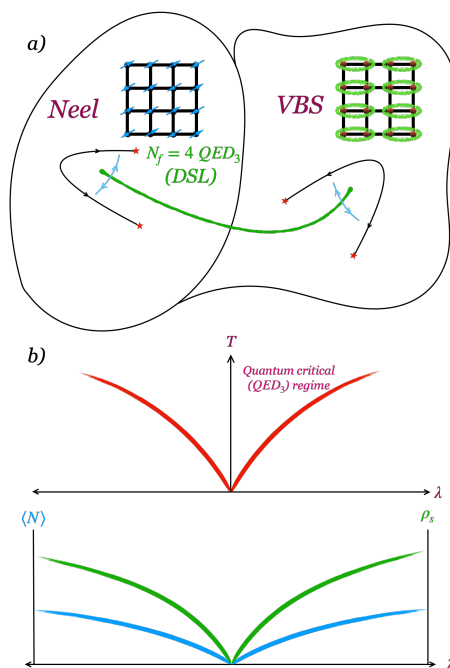 a)
Neel
VBS
N_f = 4 QED_3
(DSL)
b)
T
Quantum critical
(QED_3) regime
λ
⟨N⟩
ρ_s
λ